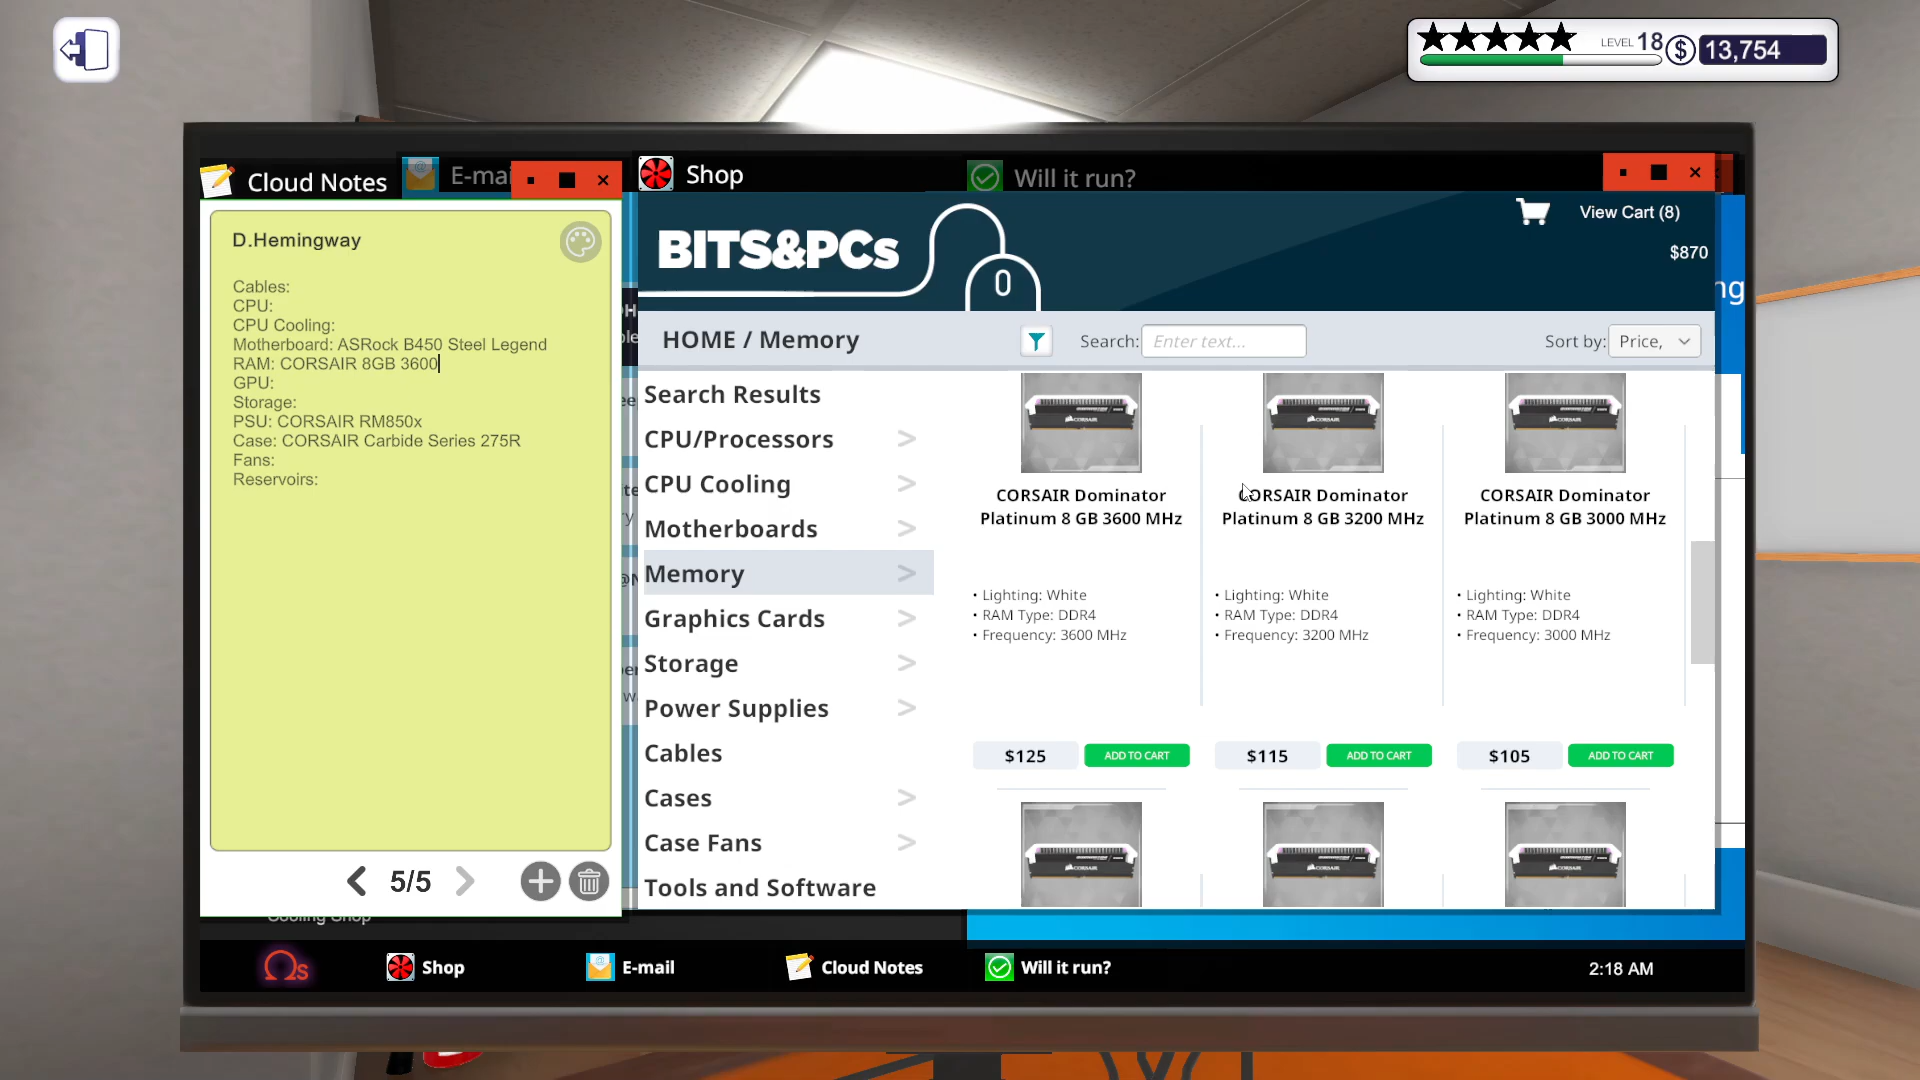 LEVEL 18
$ 13,754
Cloud Notes
E-mai
Shop
Will it run?
D.Hemingway
Cables:
CPU:
CPU Cooling:
Motherboard: ASRock B450 Steel Legend
RAM: CORSAIR 8GB 3600
GPU:
Storage:
PSU: CORSAIR RM850x
Case: CORSAIR Carbide Series 275R
Fans:
Reservoirs:
5/5
BITS&PCs
View Cart (8)
$870
ng
HOME / Memory
Search:
Enter text...
Sort by:
Price,
Search Results
CPU/Processors >
CPU Cooling >
Motherboards >
Memory >
Graphics Cards >
Storage >
Power Supplies >
Cables
Cases >
Case Fans >
Tools and Software
CORSAIR Dominator
Platinum 8 GB 3600 MHz
• Lighting: White
• RAM Type: DDR4
• Frequency: 3600 MHz
$125
ADD TO CART
CORSAIR Dominator
Platinum 8 GB 3200 MHz
• Lighting: White
• RAM Type: DDR4
• Frequency: 3200 MHz
$115
ADD TO CART
CORSAIR Dominator
Platinum 8 GB 3000 MHz
• Lighting: White
• RAM Type: DDR4
• Frequency: 3000 MHz
$105
ADD TO CART
Cooling Shop
Ωs
Shop
E-mail
Cloud Notes
Will it run?
2:18 AM